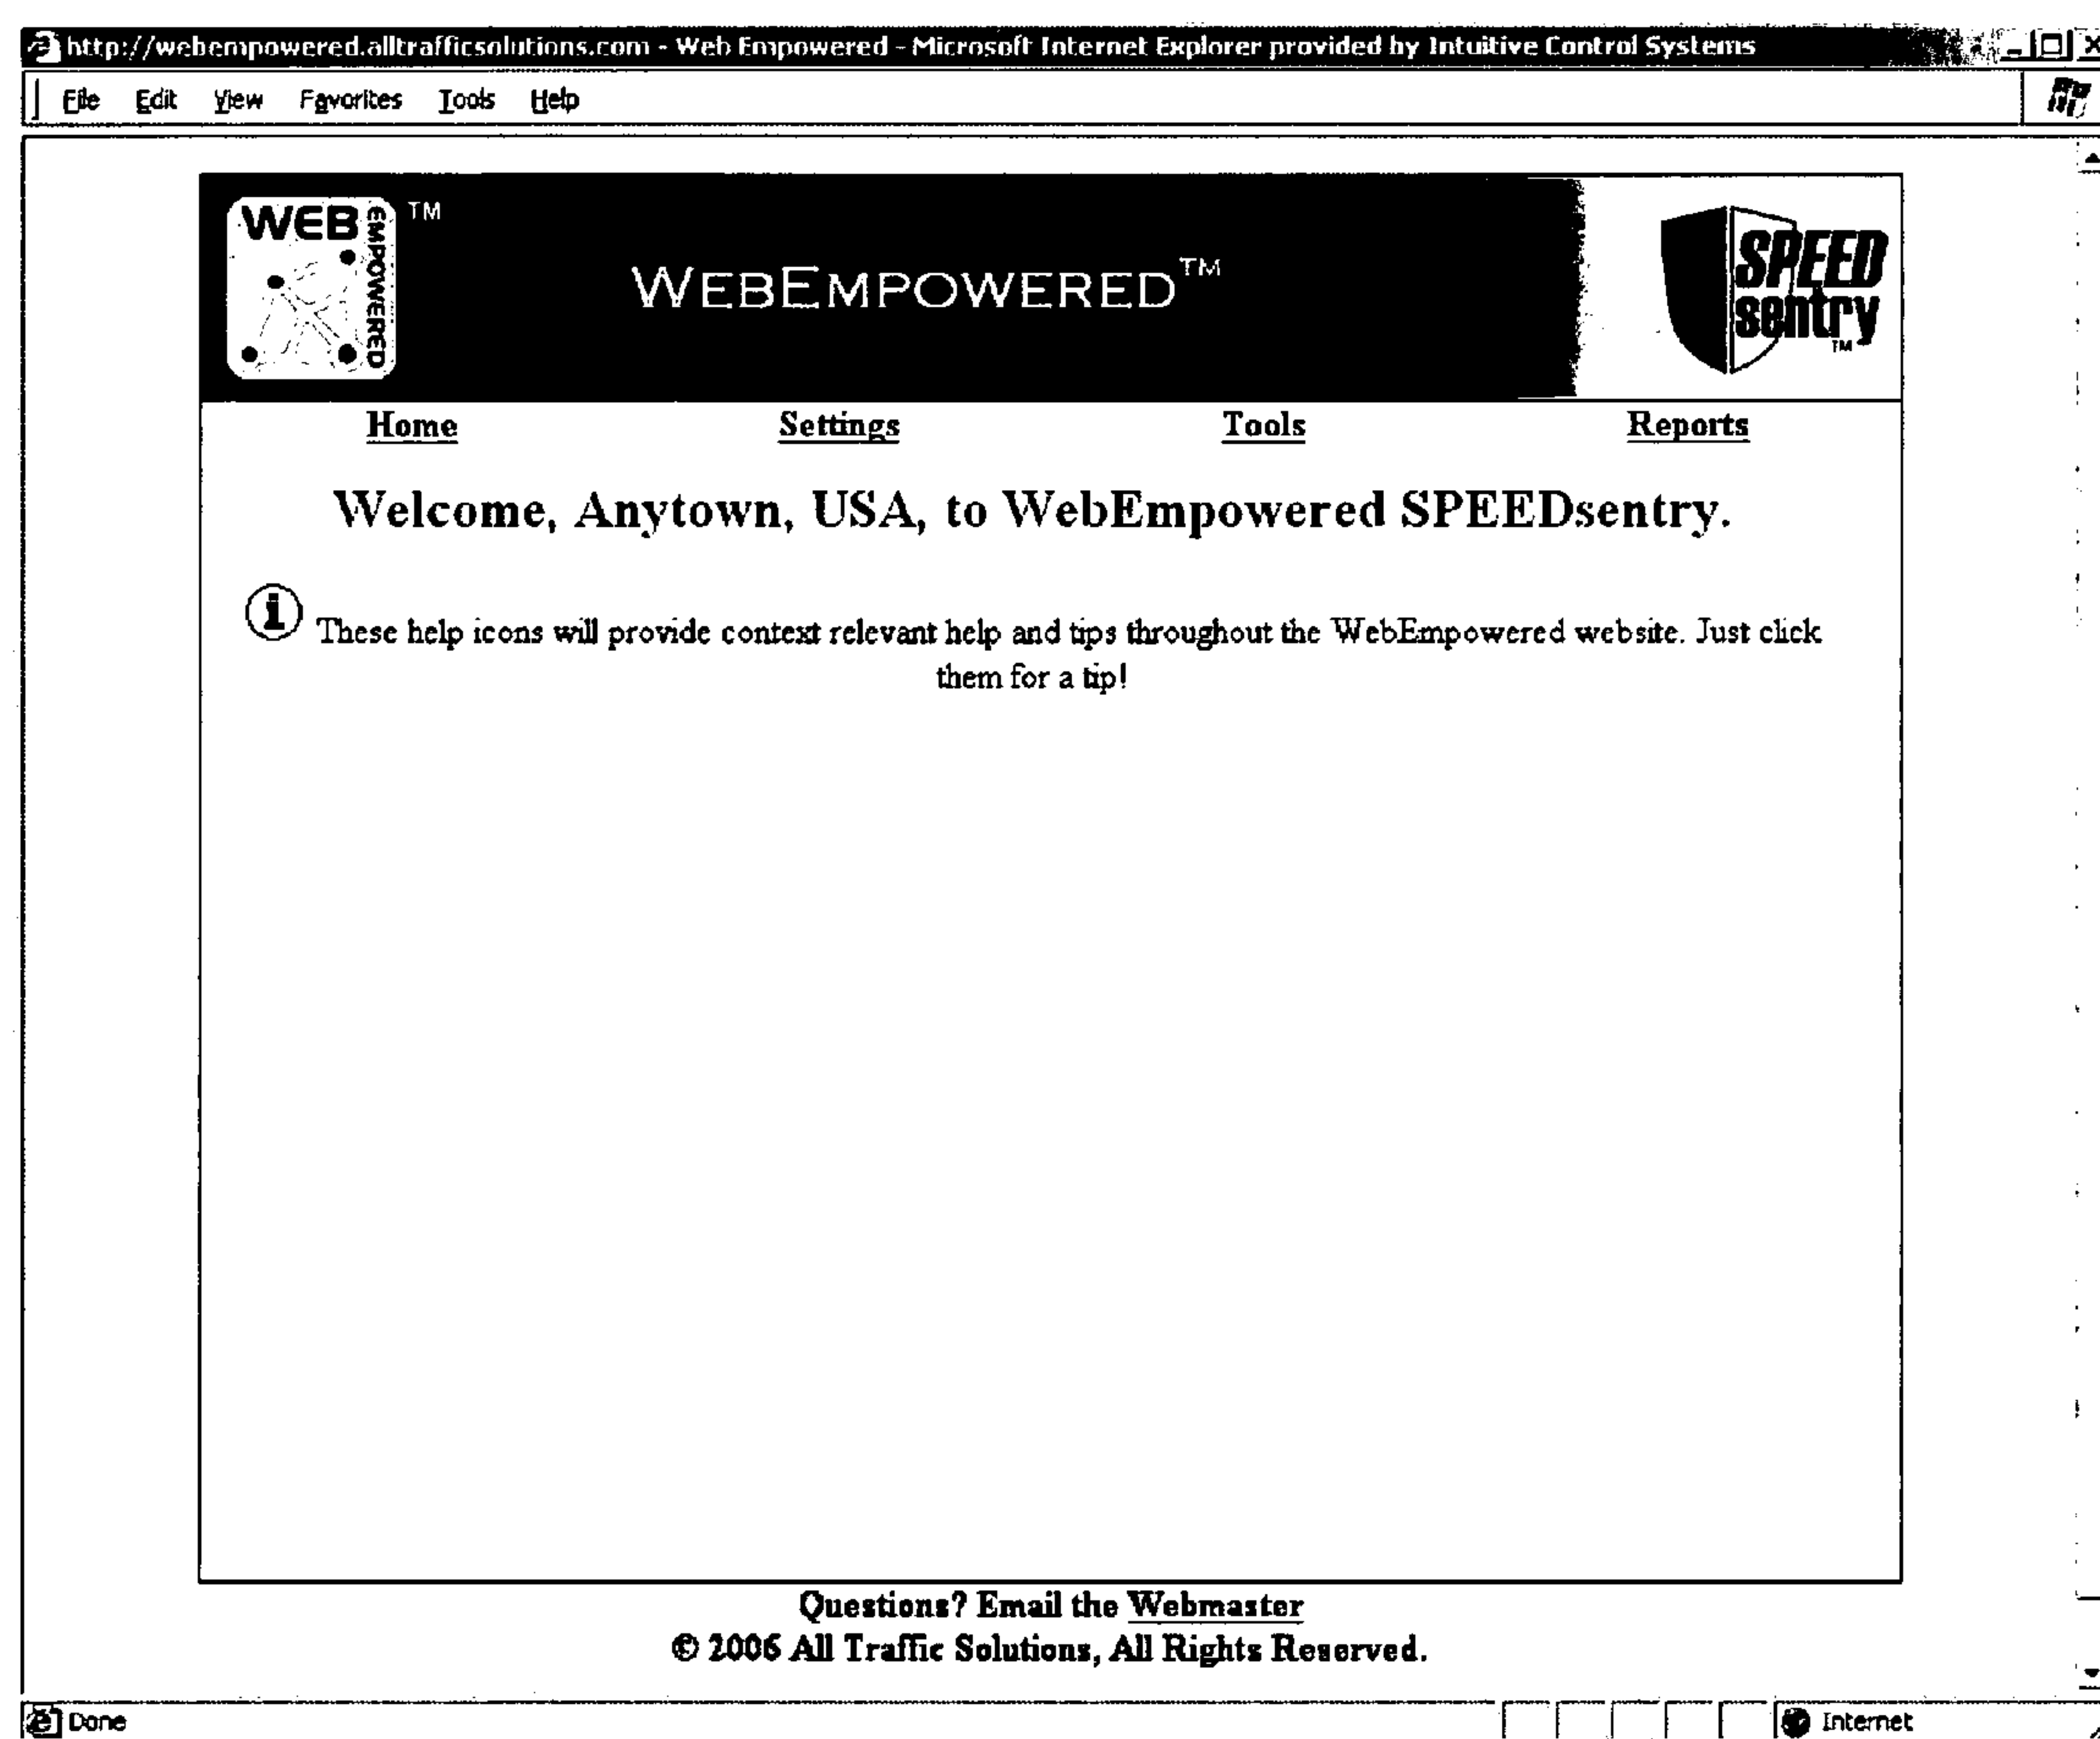 http://webempowered.alltrafficsolutions.com - Web Empowered - Microsoft Internet Explorer provided by Intuitive Control Systems
File Edit View Favorites Tools Help
WEB EMPOWERED TM
WEBEMPOWERED TM
SPEED
sentry
TM
Home Settings Tools Reports
Welcome, Anytown, USA, to WebEmpowered SPEEDsentry.
These help icons will provide context relevant help and tips throughout the WebEmpowered website. Just click
them for a tip!
Questions? Email the Webmaster
© 2006 All Traffic Solutions, All Rights Reserved.
Done Internet